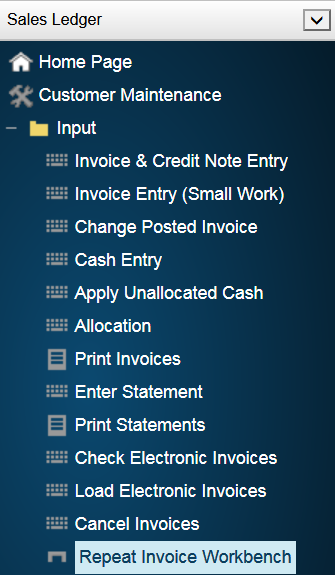 Sales Ledger
Home Page
Customer Maintenance
Input
Invoice & Credit Note Entry
Invoice Entry (Small Work)
Change Posted Invoice
Cash Entry
Apply Unallocated Cash
Allocation
Print Invoices
Enter Statement
Print Statements
Check Electronic Invoices
Load Electronic Invoices
Cancel Invoices
Repeat Invoice Workbench